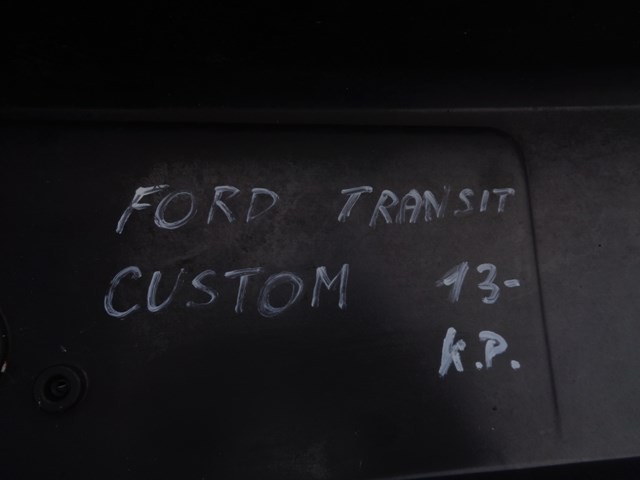 FORD TRANSIT
CUSTOM 13-
K.P.